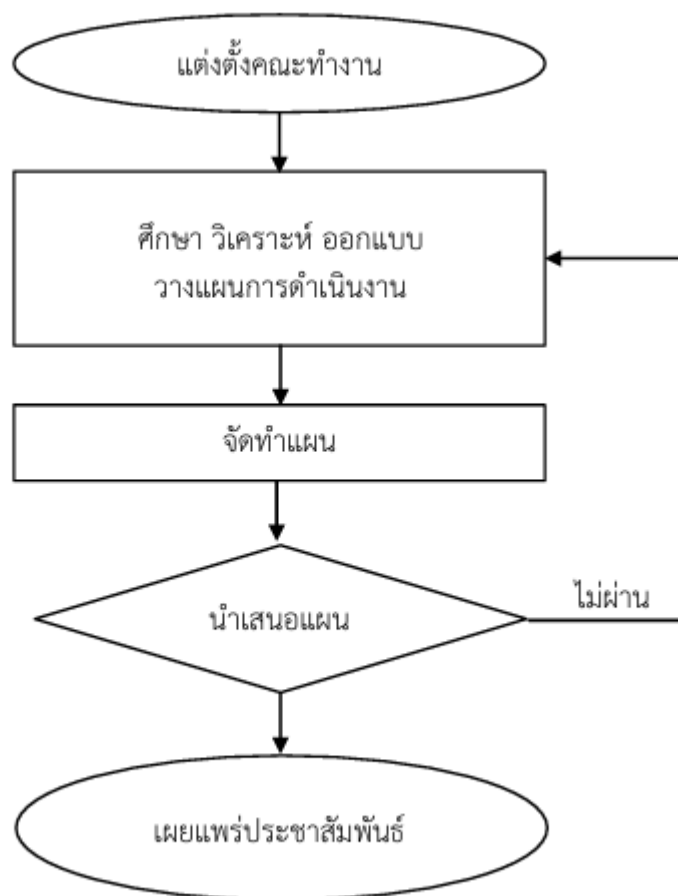 แต่งตั้งคณะทำงาน
ศึกษา วิเคราะห์ ออกแบบ
วางแผนการดำเนินงาน
จัดทำแผน
นำเสนอแผน
ไม่ผ่าน
เผยแพร่ประชาสัมพันธ์